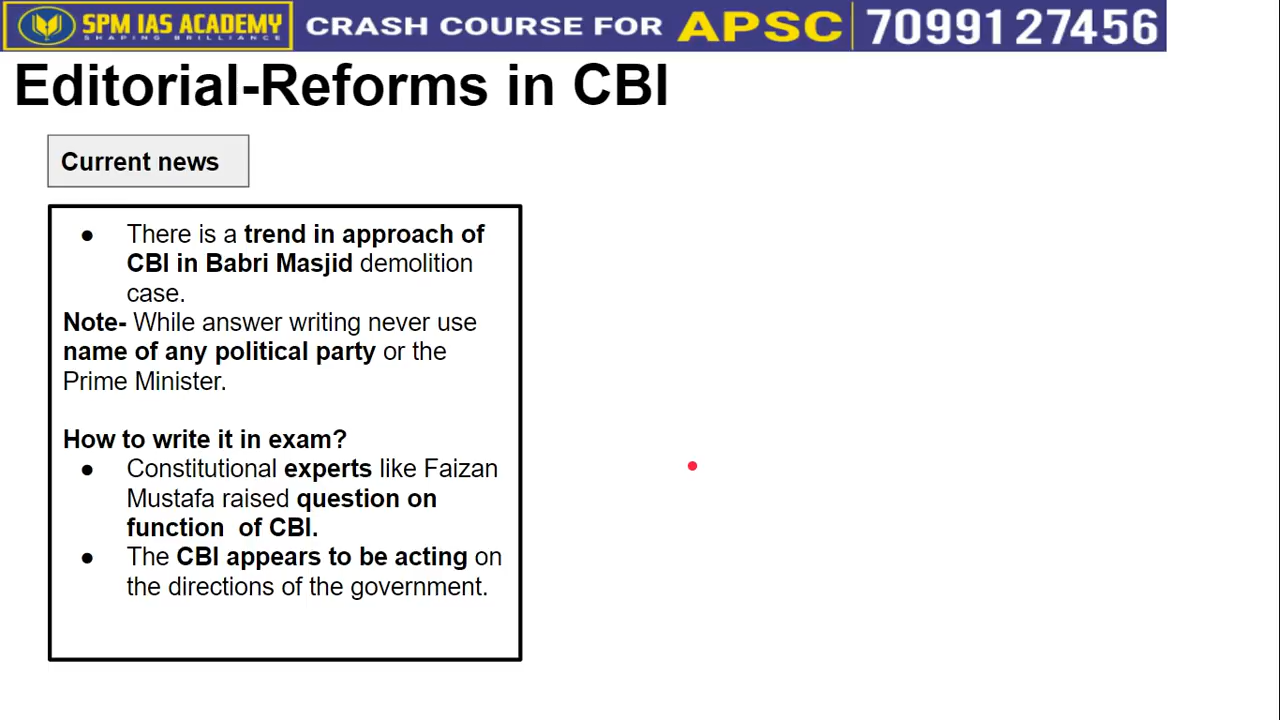 SPM IAS ACADEMY
SHAPING BRILLIANCE
CRASH COURSE FOR APSC 70991 27456
Editorial-Reforms in CBI
Current news
● There is a trend in approach of
CBI in Babri Masjid demolition
case.
Note- While answer writing never use
name of any political party or the
Prime Minister.
How to write it in exam?
● Constitutional experts like Faizan
Mustafa raised question on
function of CBI.
● The CBI appears to be acting on
the directions of the government.